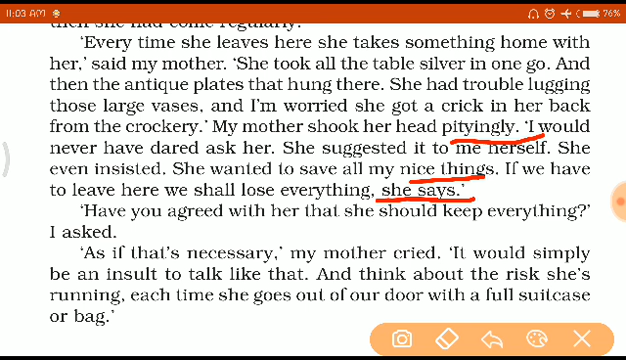 11:03 AM
76%
then she had come regularly.
‘Every time she leaves here she takes something home with
her,’ said my mother. ‘She took all the table silver in one go. And
then the antique plates that hung there. She had trouble lugging
those large vases, and I’m worried she got a crick in her back
from the crockery.’ My mother shook her head pityingly. ‘I would
never have dared ask her. She suggested it to me herself. She
even insisted. She wanted to save all my nice things. If we have
to leave here we shall lose everything, she says.’
‘Have you agreed with her that she should keep everything?’
I asked.
‘As if that’s necessary,’ my mother cried. ‘It would simply
be an insult to talk like that. And think about the risk she’s
running, each time she goes out of our door with a full suitcase
or bag.’